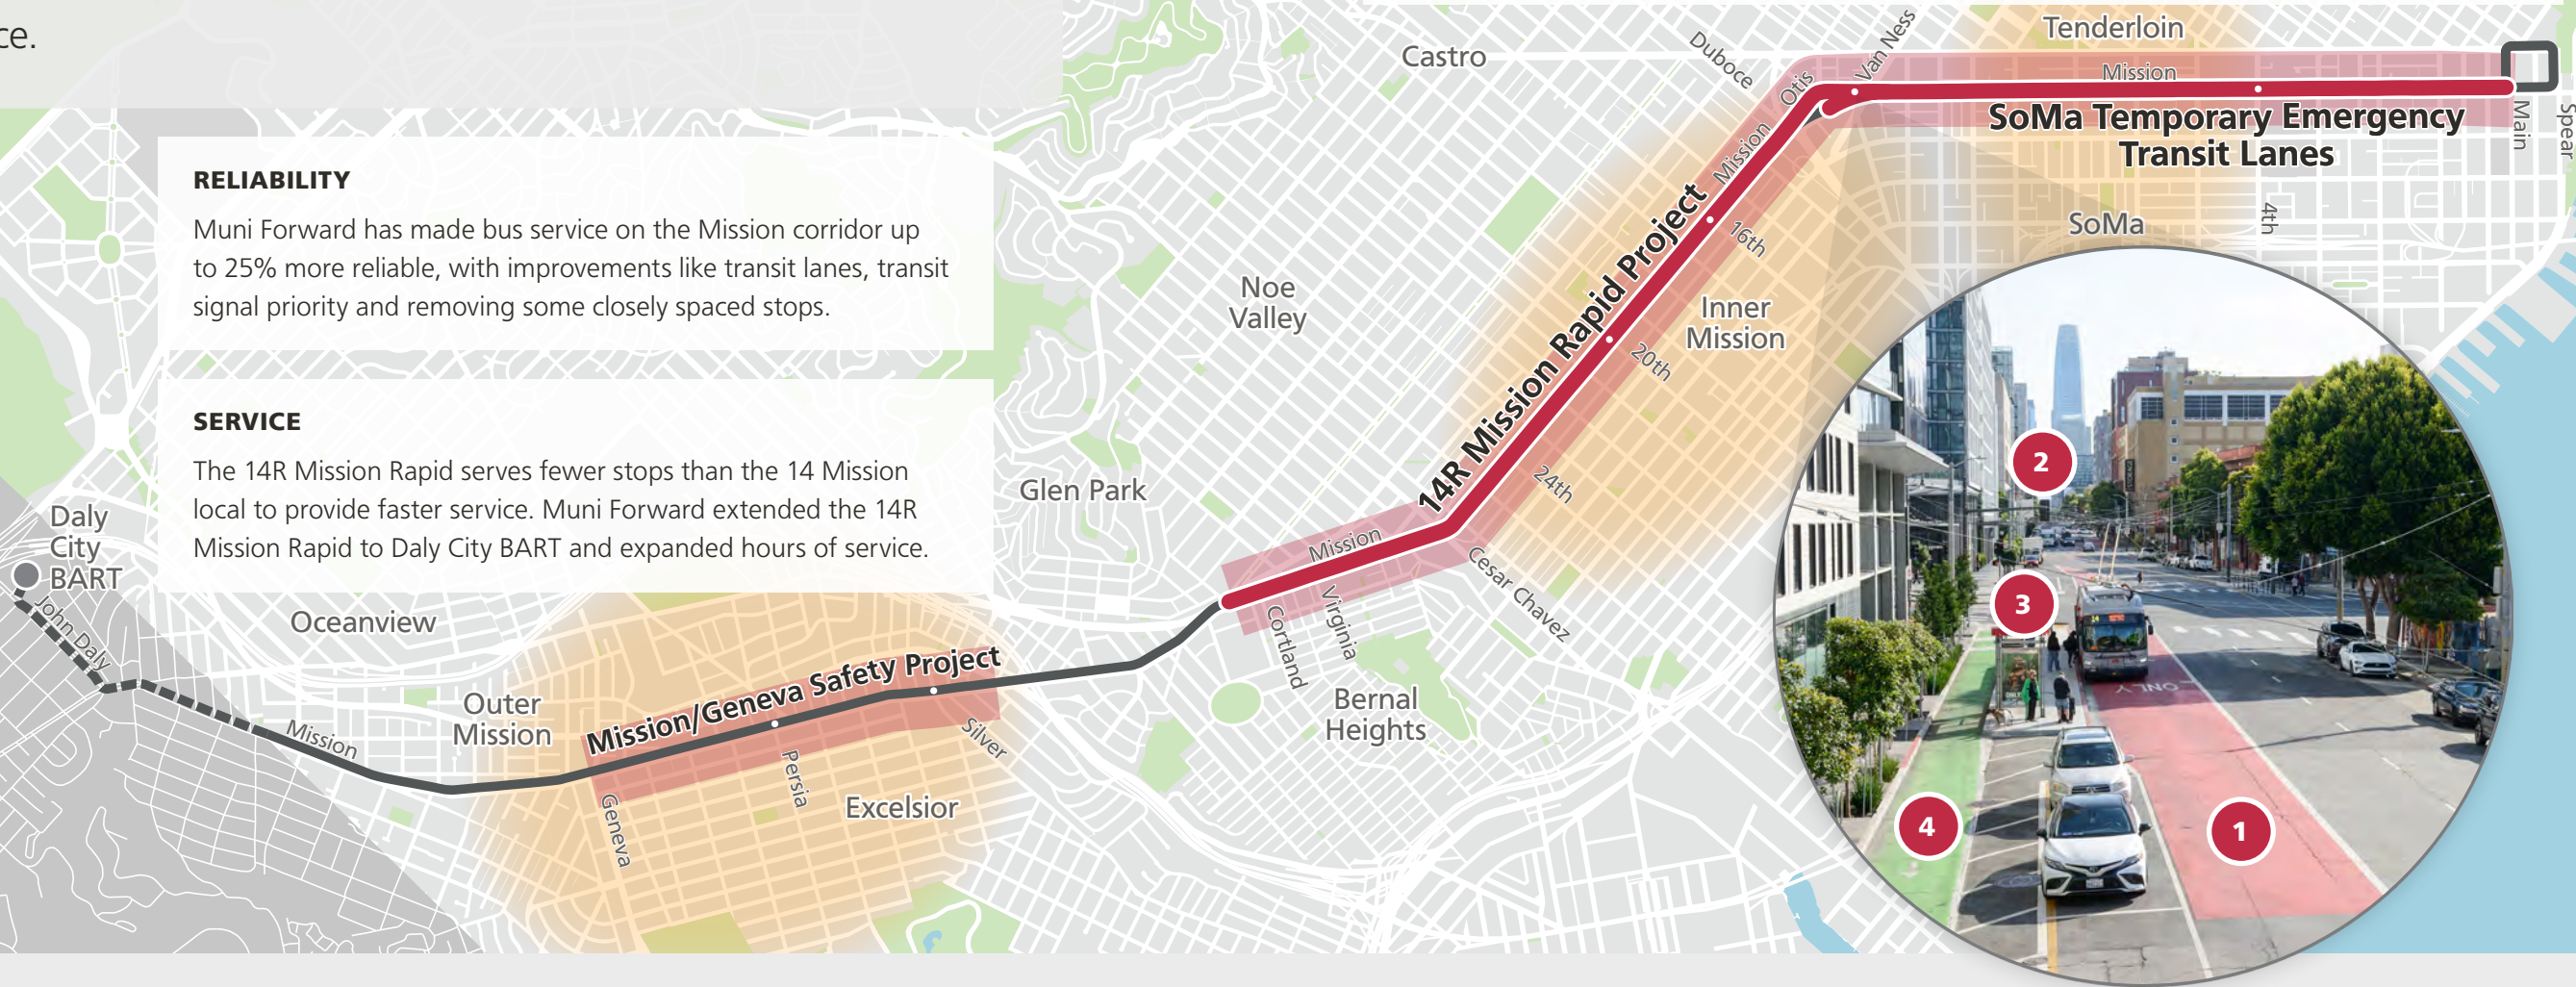 ce.
RELIABILITY
Muni Forward has made bus service on the Mission corridor up
to 25% more reliable, with improvements like transit lanes, transit
signal priority and removing some closely spaced stops.
SERVICE
The 14R Mission Rapid serves fewer stops than the 14 Mission
local to provide faster service. Muni Forward extended the 14R
Mission Rapid to Daly City BART and expanded hours of service.
Castro
Duboce
Otis
Van Ness
Tenderloin
Mission
SoMa Temporary Emergency
Transit Lanes
Main
Spear
4th
SoMa
Mission
14R Mission Rapid Project
16th
Inner
Mission
20th
Noe
Valley
24th
Glen Park
Mission
Cesar Chavez
Virginia
Cortland
Bernal
Heights
Daly
City
BART
John Daly
Oceanview
Mission
Outer
Mission
Mission/Geneva Safety Project
Silver
Persia
Geneva
Excelsior
2
3
ONLY
4
1